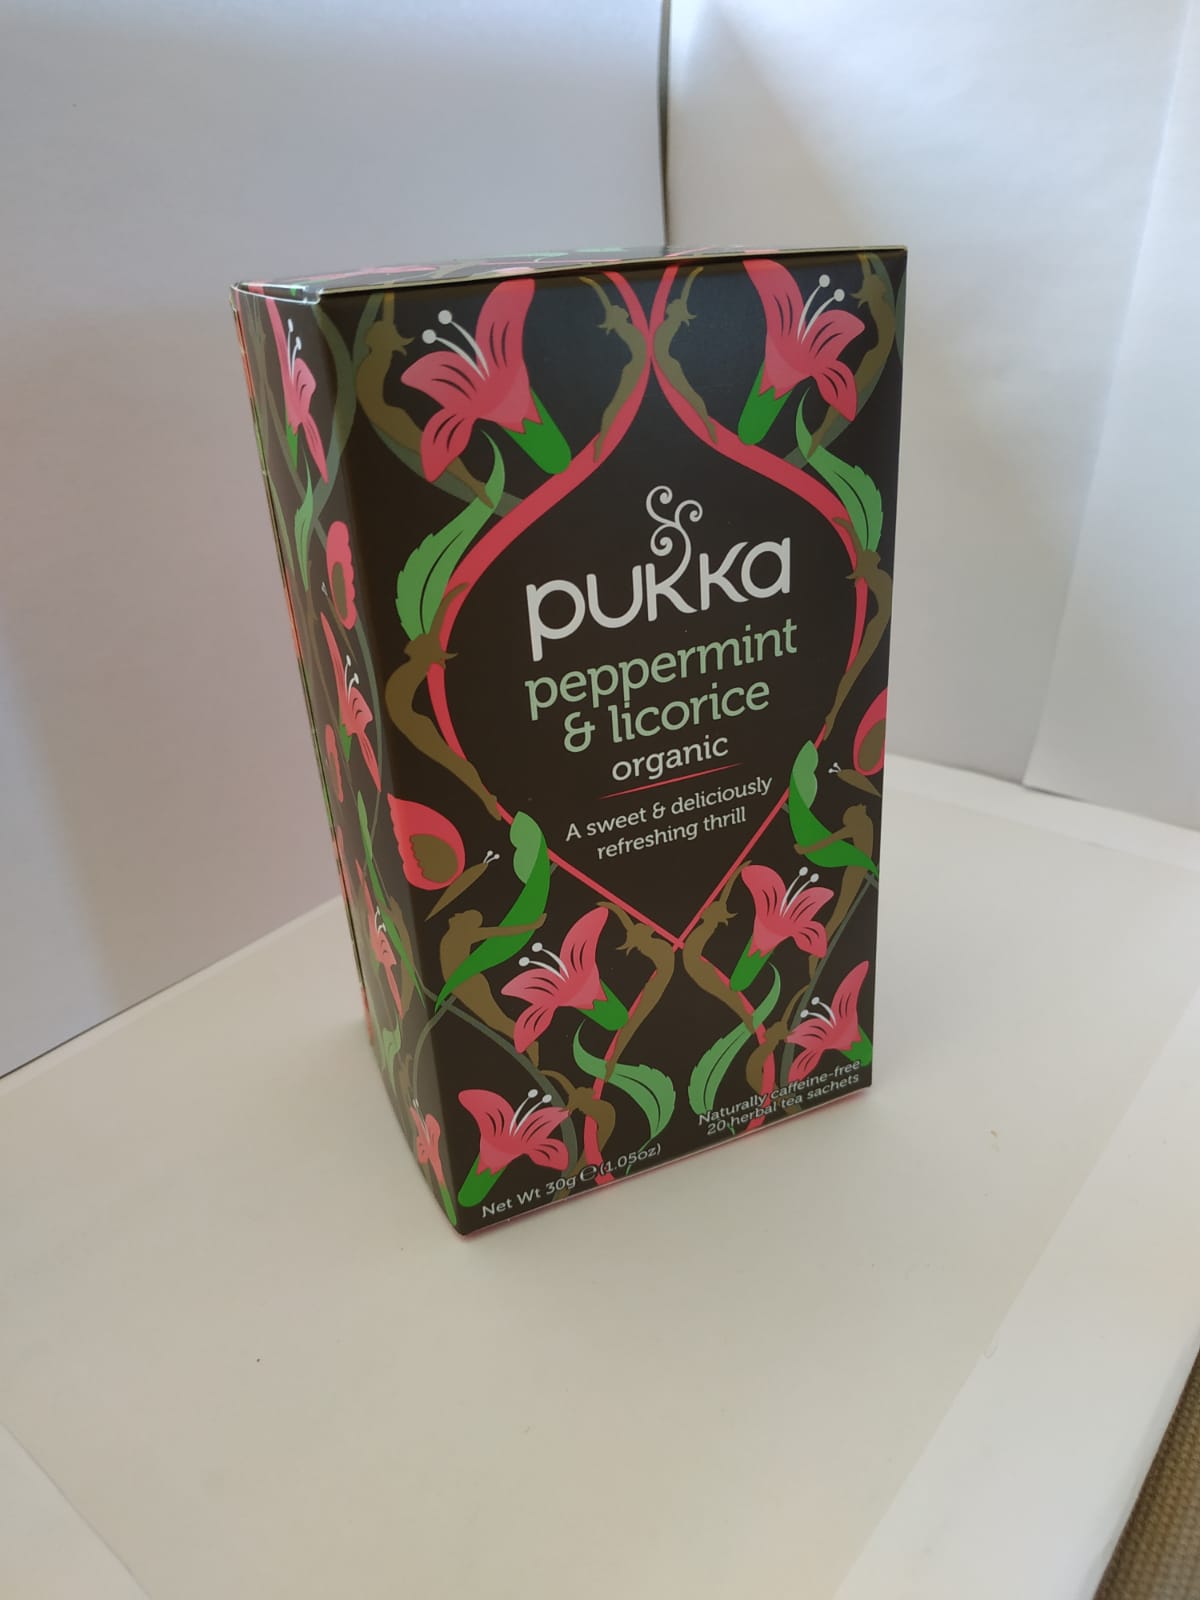 pukka
peppermint
& licorice
organic
A sweet & deliciously
refreshing thrill
Naturally caffeine-free
20 herbal tea sachets
Net Wt 30g ℮ (1.05oz)